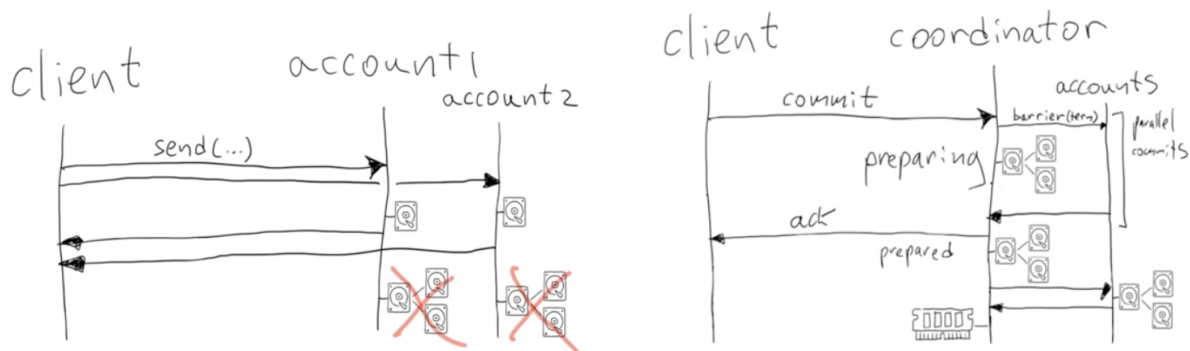 client
account1
account2
send(...)
client
coordinator
accounts
commit
barrier(term)
parallel
commits
preparing
ack
prepared